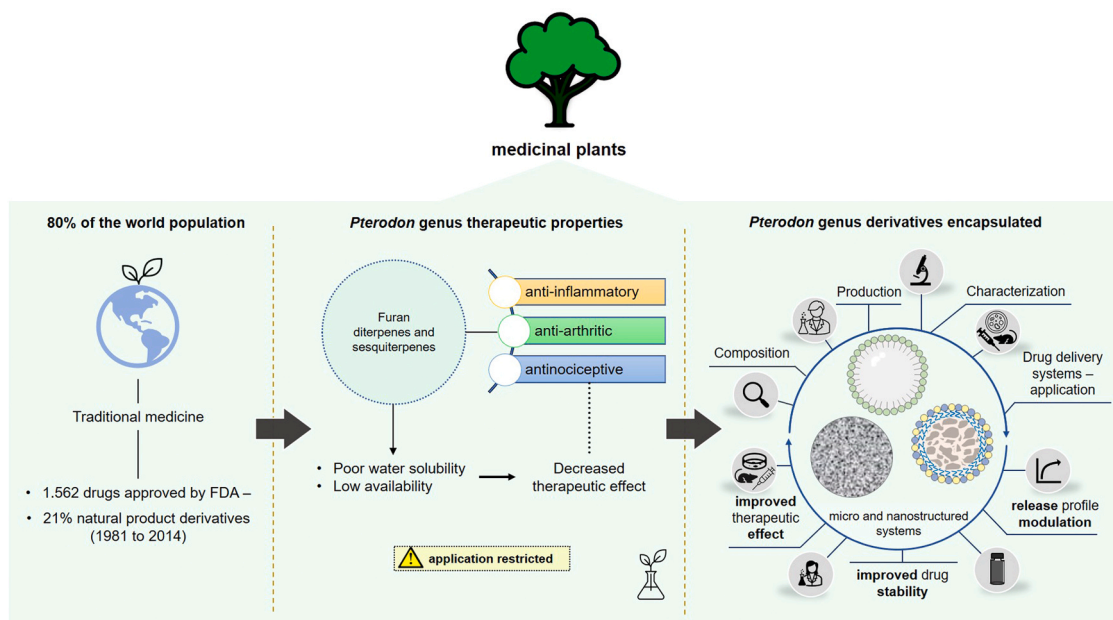 medicinal plants
80% of the world population
Traditional medicine
• 1.562 drugs approved by FDA –
• 21% natural product derivatives
(1981 to 2014)
Pterodon genus therapeutic properties
Furan
diterpenes and
sesquiterpenes
anti-inflammatory
anti-arthritic
antinociceptive
• Poor water solubility
• Low availability
Decreased
therapeutic effect
application restricted
Pterodon genus derivatives encapsulated
Production
Characterization
Composition
Drug delivery
systems –
application
improved
therapeutic
effect
micro and nanostructured
systems
release profile
modulation
improved drug
stability